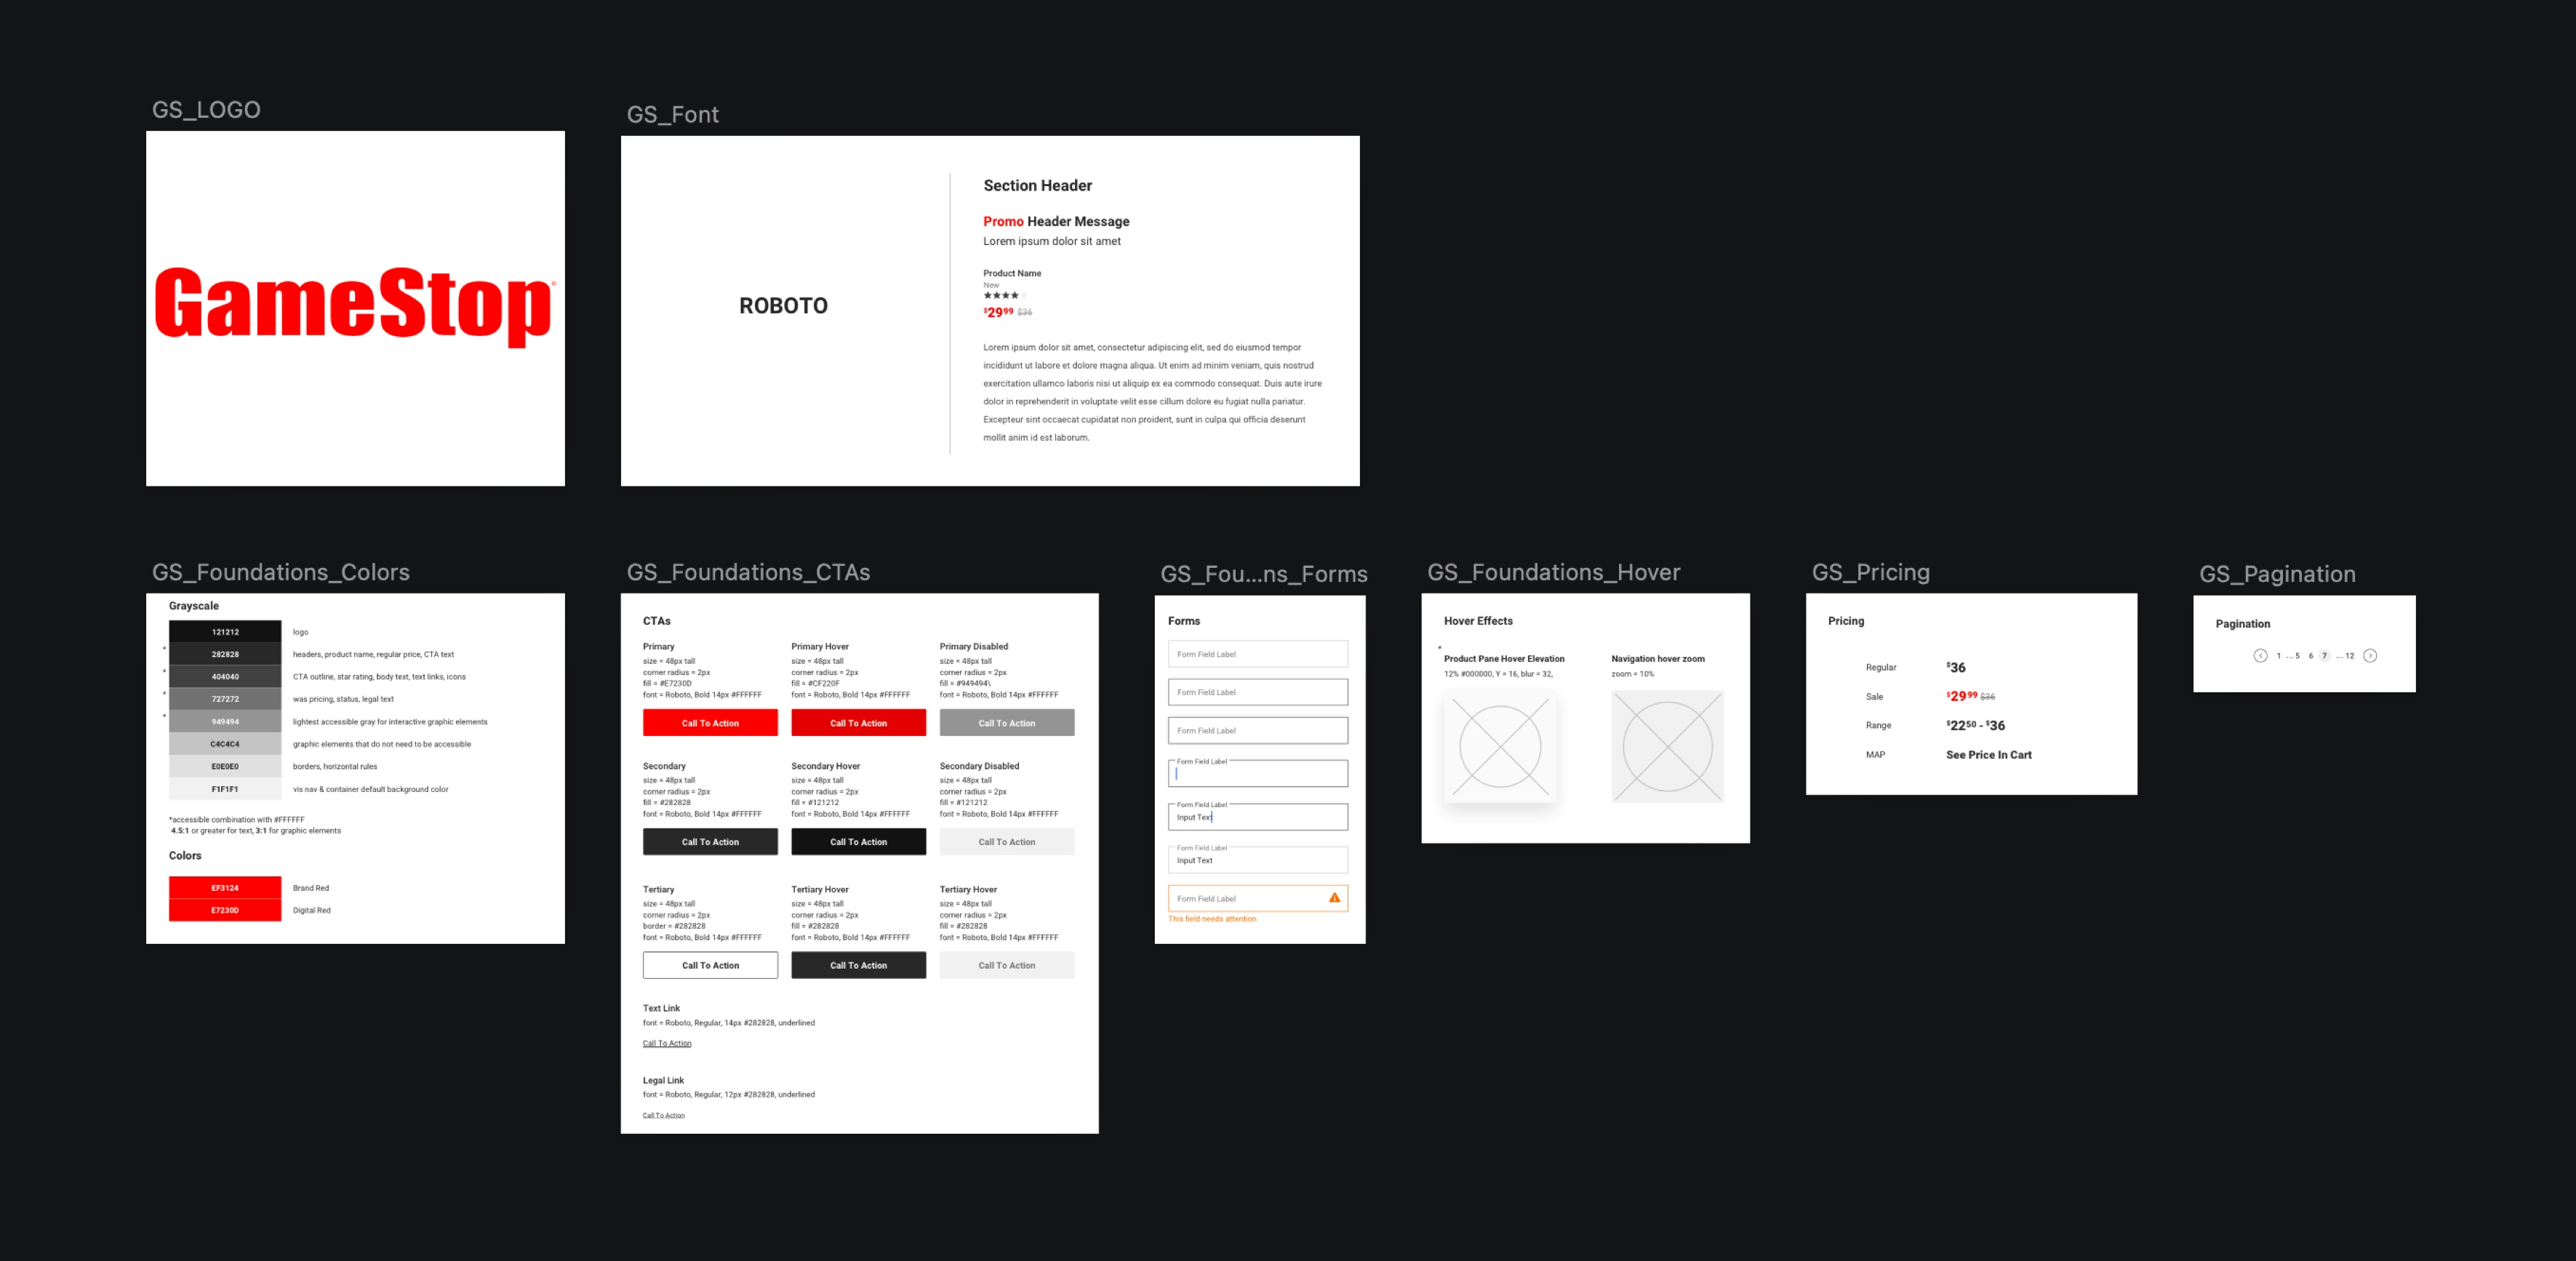 GS_LOGO
GameStop®
GS_Font
ROBOTO
Section Header
Promo Header Message
Lorem ipsum dolor sit amet
Product Name
New
$2999 $36
Lorem ipsum dolor sit amet, consectetur adipiscing elit, sed do eiusmod tempor
incididunt ut labore et dolore magna aliqua. Ut enim ad minim veniam, quis nostrud
exercitation ullamco laboris nisi ut aliquip ex ea commodo consequat. Duis aute irure
dolor in reprehenderit in voluptate velit esse cillum dolore eu fugiat nulla pariatur.
Excepteur sint occaecat cupidatat non proident, sunt in culpa qui officia deserunt
mollit anim id est laborum.
GS_Foundations_Colors
Grayscale
121212 logo
* 282828 headers, product name, regular price, CTA text
* 404040 CTA outline, star rating, body text, text links, icons
* 727272 was pricing, status, legal text
* 949494 lightest accessible gray for interactive graphic elements
C4C4C4 graphic elements that do not need to be accessible
E0E0E0 borders, horizontal rules
F1F1F1 vis nav & container default background color
*accessible combination with #FFFFFF
4.5:1 or greater for text, 3:1 for graphic elements
Colors
EF3124 Brand Red
E7230D Digital Red
GS_Foundations_CTAs
CTAs
Primary
size = 48px tall
corner radius = 2px
fill = #E7230D
font = Roboto, Bold 14px #FFFFFF
Call To Action
Primary Hover
size = 48px tall
corner radius = 2px
fill = #CF220F
font = Roboto, Bold 14px #FFFFFF
Call To Action
Primary Disabled
size = 48px tall
corner radius = 2px
fill = #949494\
font = Roboto, Bold 14px #FFFFFF
Call To Action
Secondary
size = 48px tall
corner radius = 2px
fill = #282828
font = Roboto, Bold 14px #FFFFFF
Call To Action
Secondary Hover
size = 48px tall
corner radius = 2px
fill = #121212
font = Roboto, Bold 14px #FFFFFF
Call To Action
Secondary Disabled
size = 48px tall
corner radius = 2px
fill = #121212
font = Roboto, Bold 14px #FFFFFF
Call To Action
Tertiary
size = 48px tall
corner radius = 2px
border = #282828
font = Roboto, Bold 14px #FFFFFF
Call To Action
Tertiary Hover
size = 48px tall
corner radius = 2px
fill = #282828
font = Roboto, Bold 14px #FFFFFF
Call To Action
Tertiary Hover
size = 48px tall
corner radius = 2px
fill = #282828
font = Roboto, Bold 14px #FFFFFF
Call To Action
Text Link
font = Roboto, Regular, 14px #282828, underlined
Call To Action
Legal Link
font = Roboto, Regular, 12px #282828, underlined
Call To Action
GS_Fou...ns_Forms
Forms
Form Field Label
Form Field Label
Form Field Label
Form Field Label
Form Field Label
Input Text
Form Field Label
Input Text
Form Field Label
This field needs attention
GS_Foundations_Hover
Hover Effects
*
Product Pane Hover Elevation
12% #000000, Y = 16, blur = 32,
Navigation hover zoom
zoom = 10%
GS_Pricing
Pricing
Regular $36
Sale $2999 $36
Range $2250 - $36
MAP See Price In Cart
GS_Pagination
Pagination
1 ... 5 6 7 ... 12